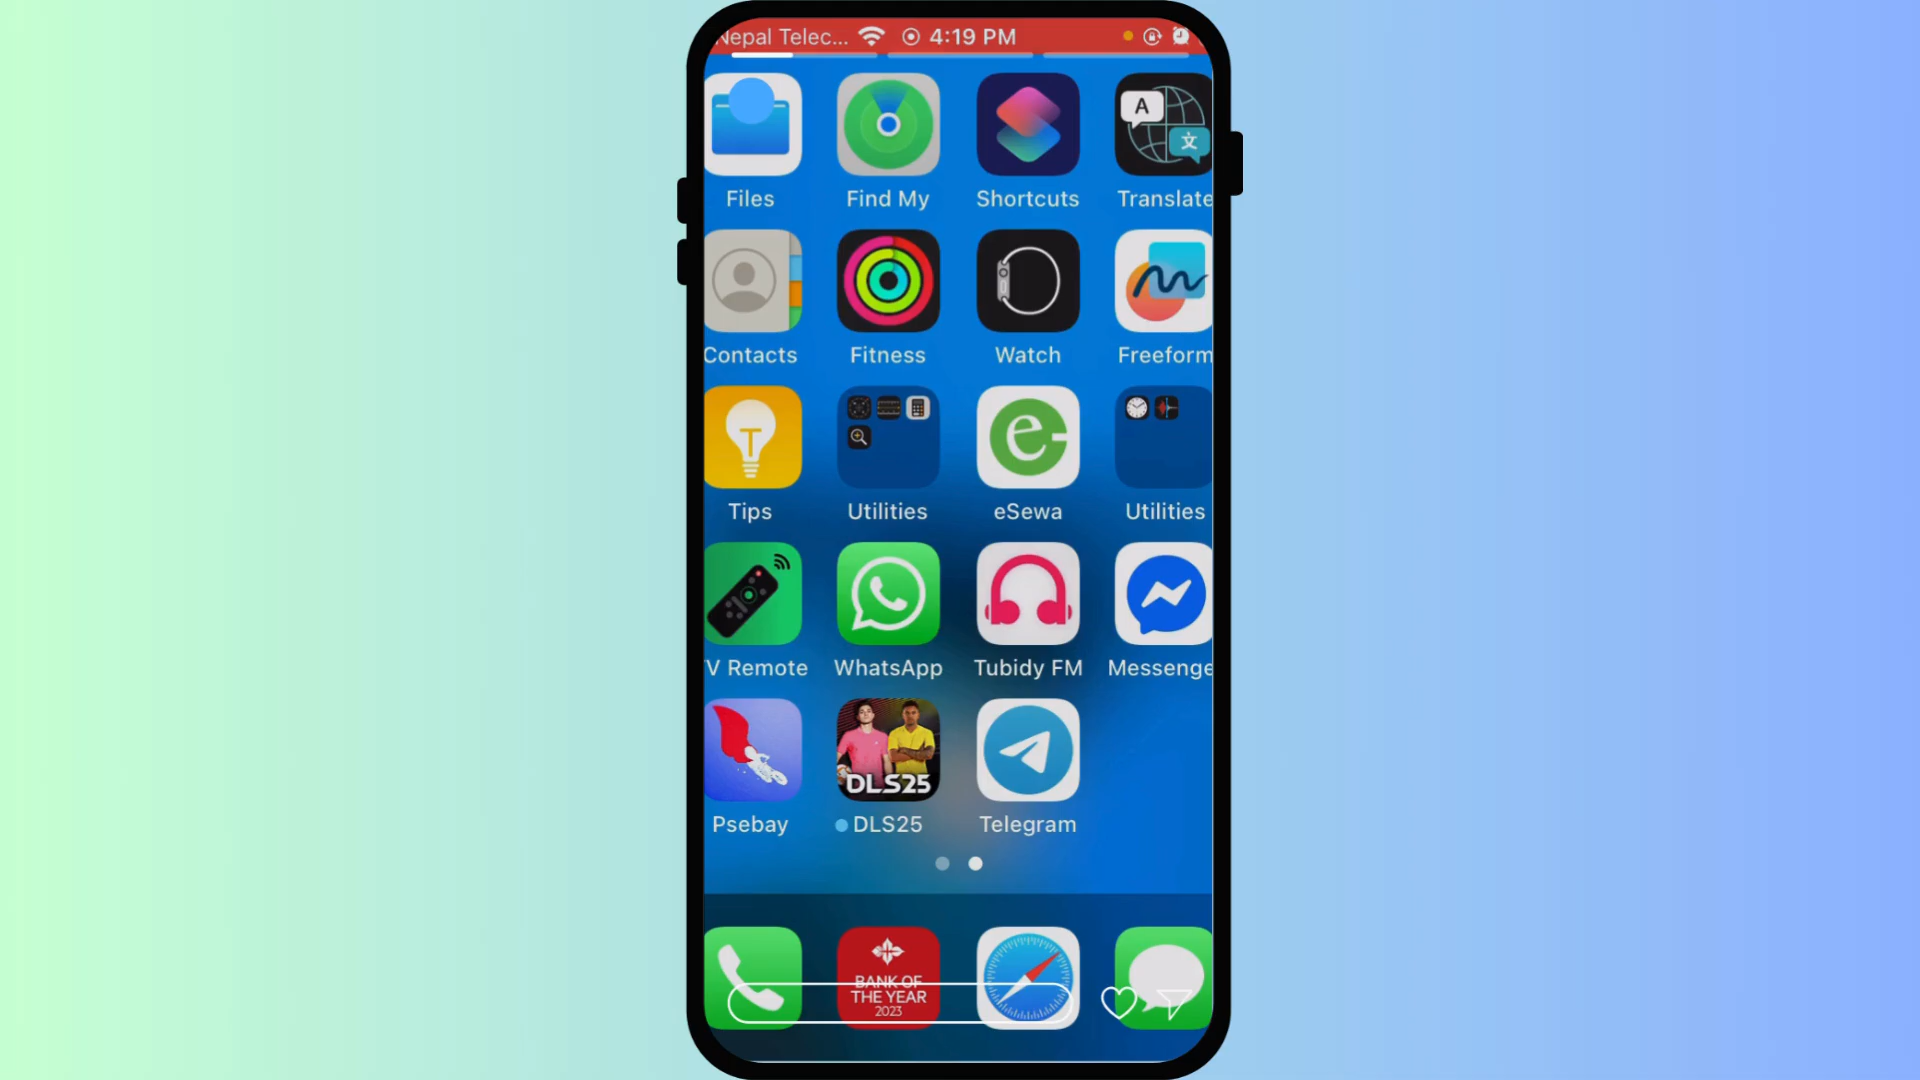 Nepal Telec... 4:19 PM
A 文
Files Find My Shortcuts Translate
Contacts Fitness Watch Freeform
T
e
Tips Utilities eSewa Utilities
V Remote WhatsApp Tubidy FM Messenge
DLS25
Psebay DLS25 Telegram
BANK OF
THE YEAR
2023